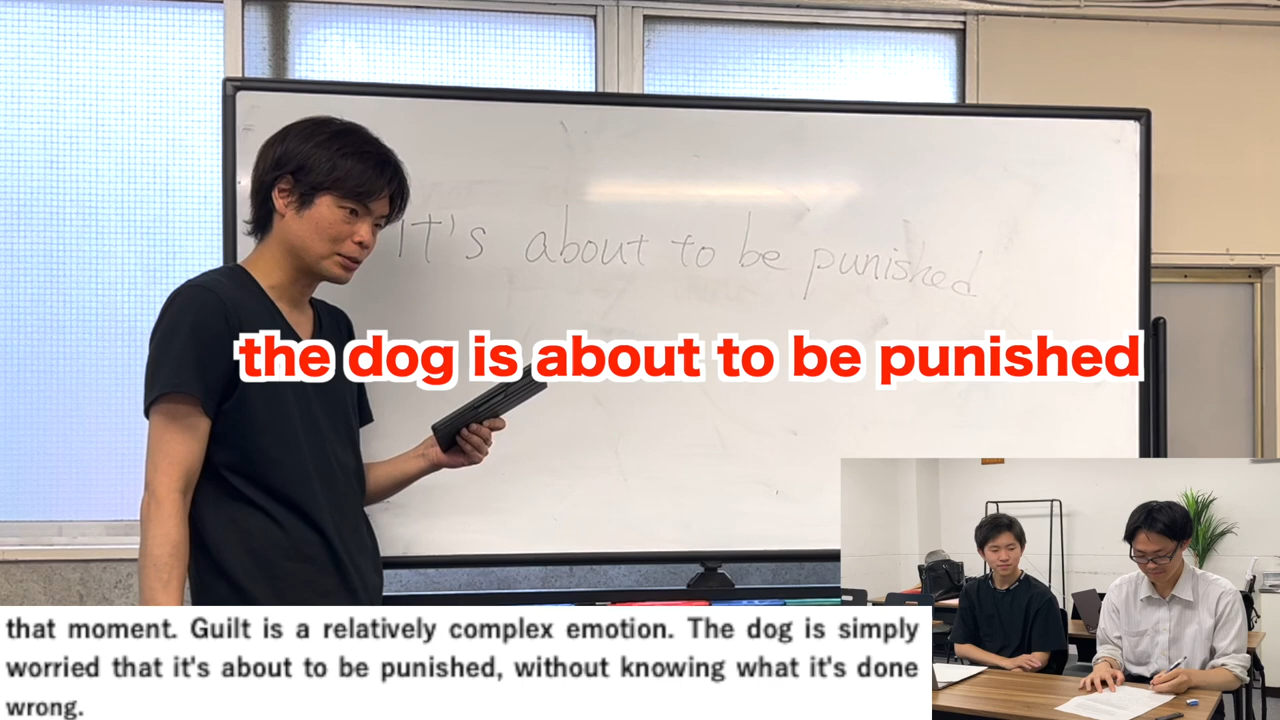 It's about to be punished
the dog is about to be punished
that moment. Guilt is a relatively complex emotion. The dog is simply
worried that it's about to be punished, without knowing what it's done
wrong.